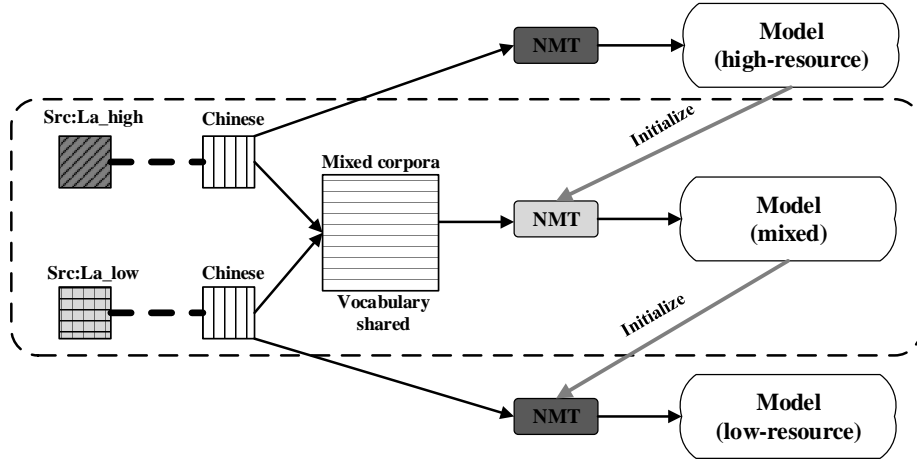 NMT
Model
(high-resource)
Initialize
Src:La_high
Chinese
Mixed corpora
NMT
Model
(mixed)
Src:La_low
Chinese
Vocabulary
shared
Initialize
NMT
Model
(low-resource)